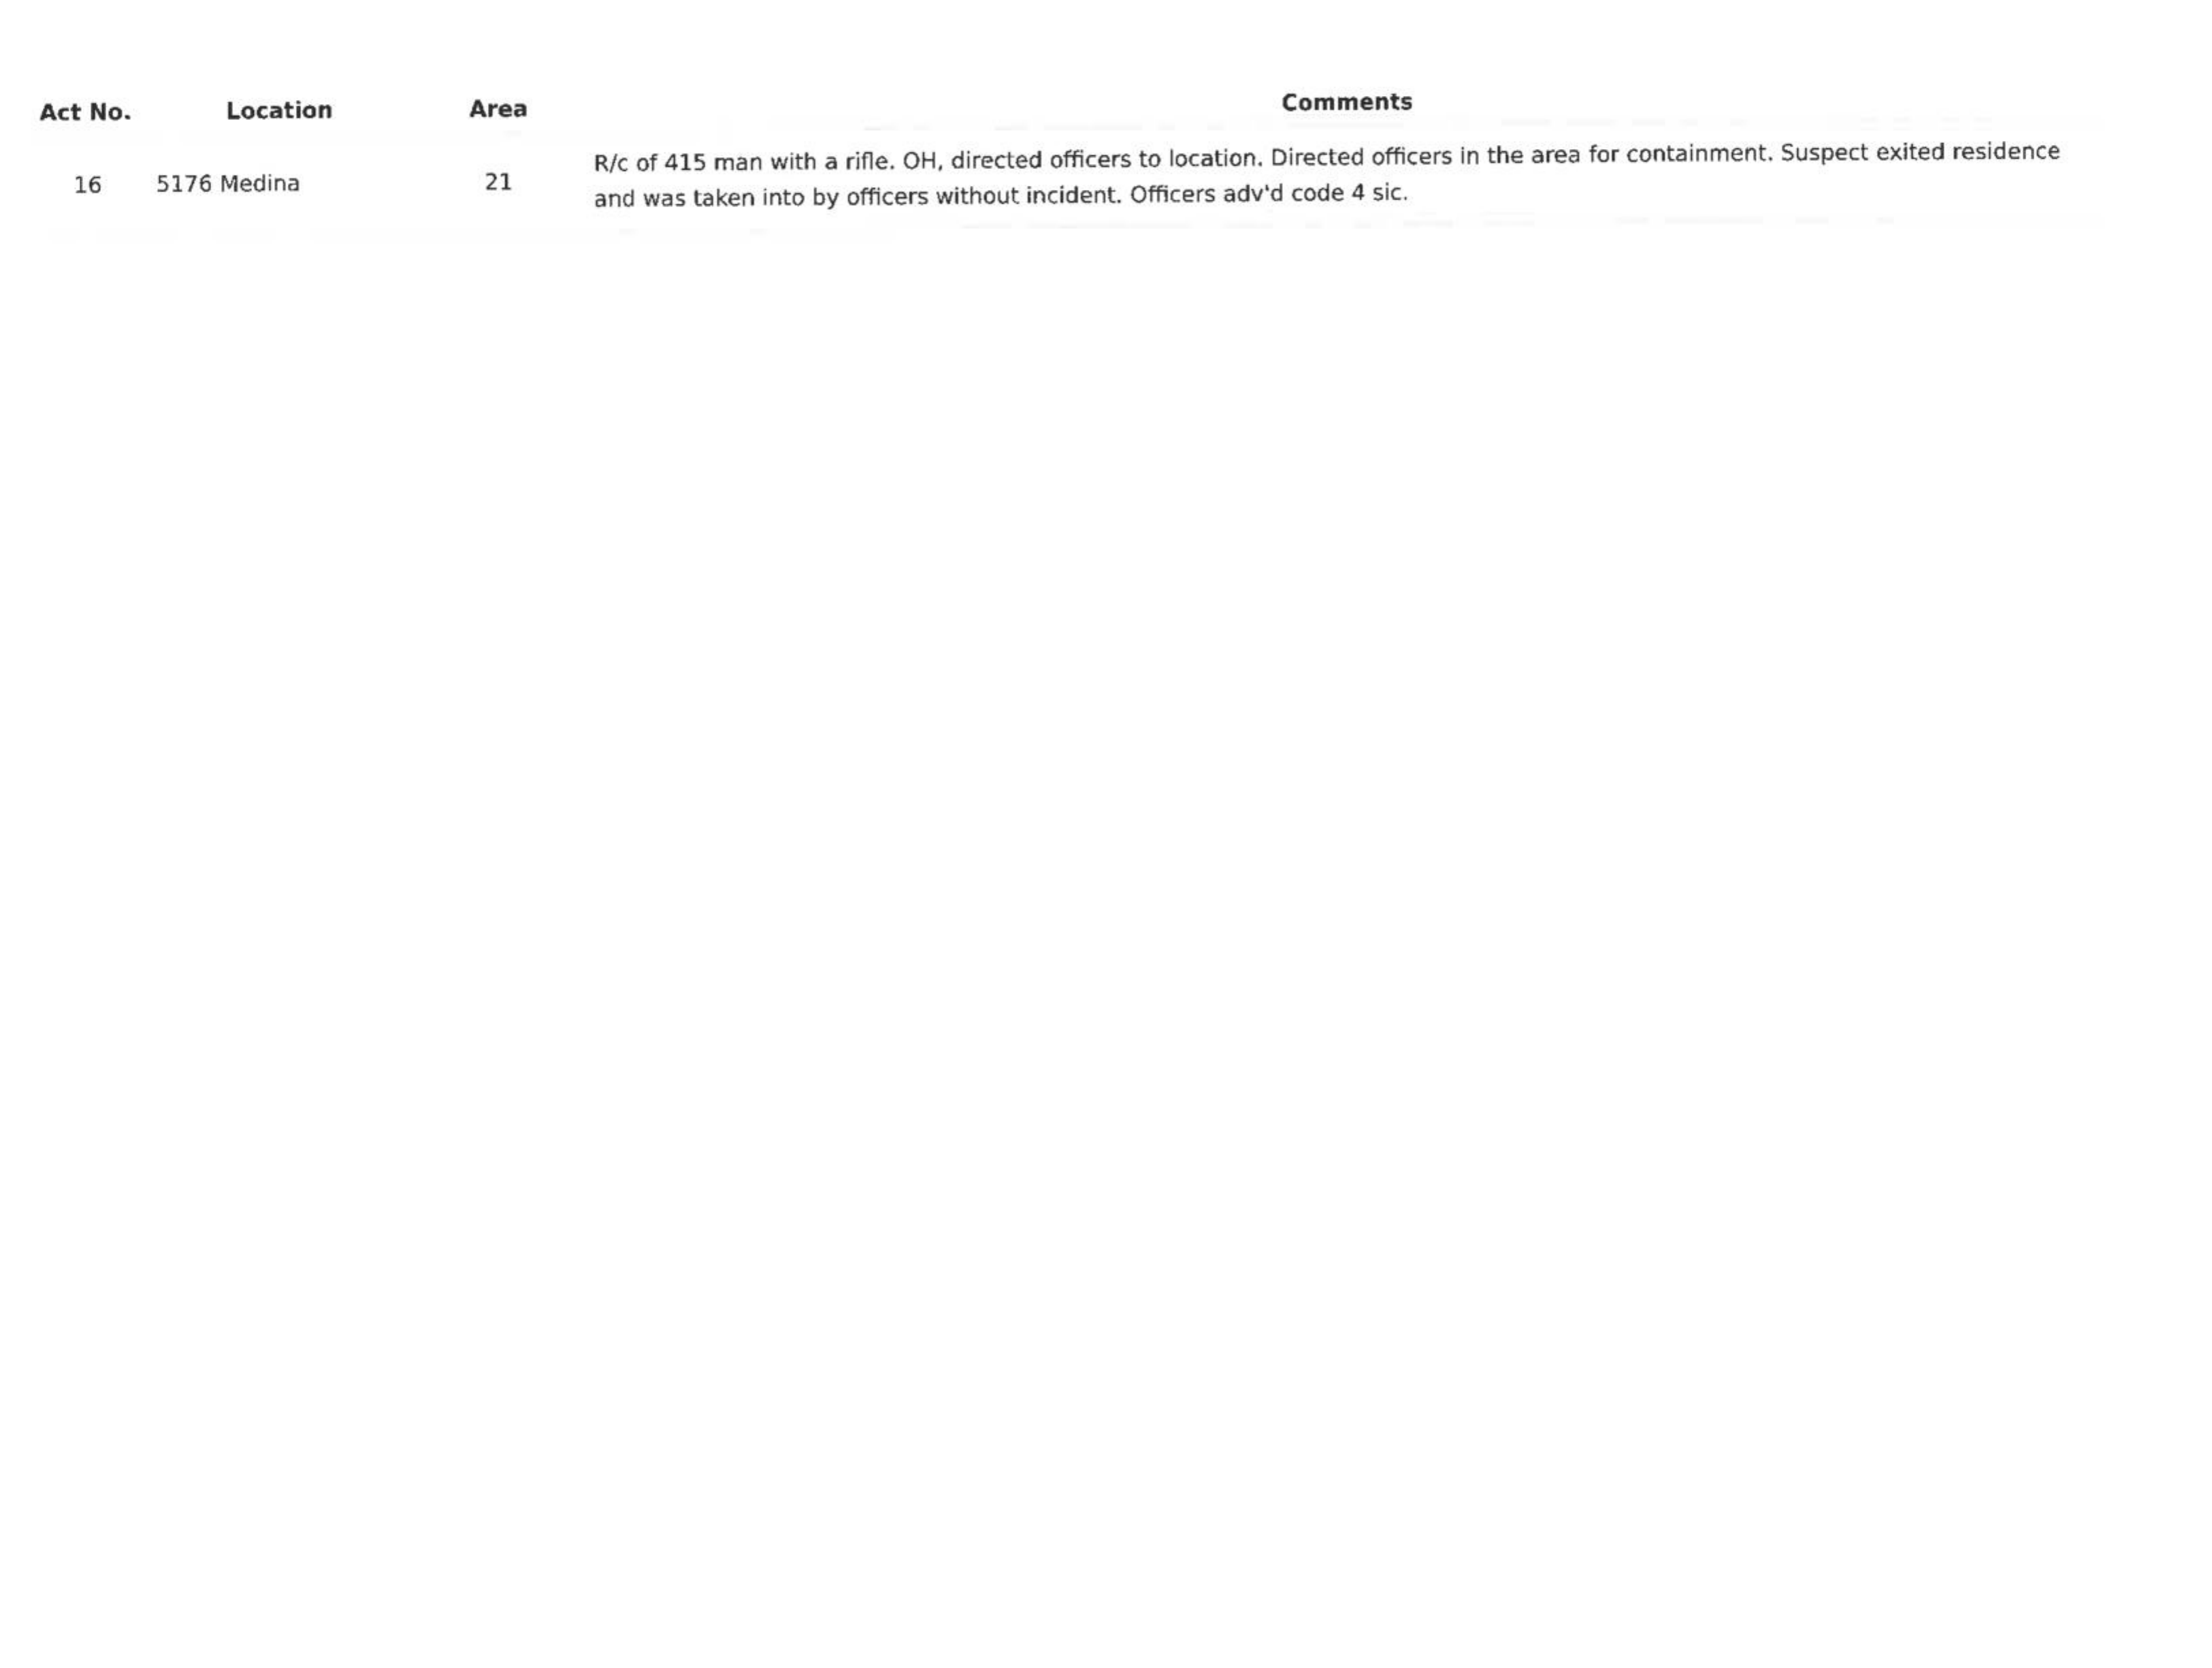 Act No. Location Area Comments
16 5176 Medina 21 R/c of 415 man with a rifle. OH, directed officers to location. Directed officers in the area for containment. Suspect exited residence
and was taken into by officers without incident. Officers adv'd code 4 sic.